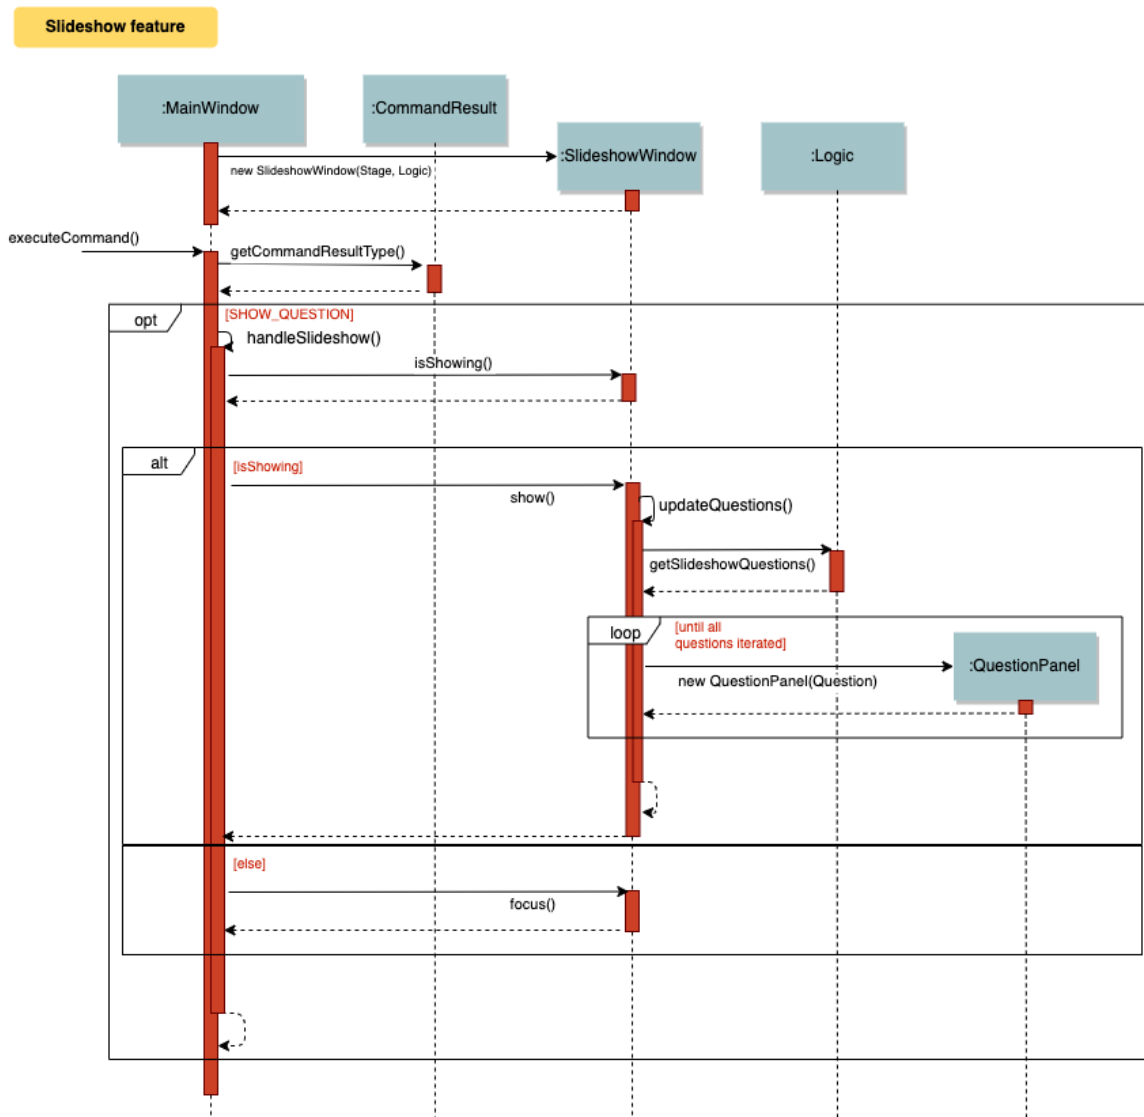 Slideshow feature
:MainWindow
:CommandResult
:SlideshowWindow
:Logic
new SlideshowWindow(Stage, Logic)
executeCommand()
getCommandResultType()
opt
[SHOW_QUESTION]
handleSlideshow()
isShowing()
alt
[isShowing]
show()
updateQuestions()
getSlideshowQuestions()
loop
[until all
questions iterated]
:QuestionPanel
new QuestionPanel(Question)
[else]
focus()